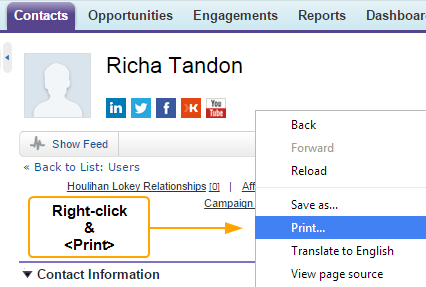 Contacts Opportunities Engagements Reports Dashboar
Richa Tandon
in f You Tube
Show Feed
« Back to List: Users
Houlihan Lokey Relationships [0] | Aff
Campaign
Right-click
&
<Print>
Contact Information
Back
Forward
Reload
Save as...
Print...
Translate to English
View page source